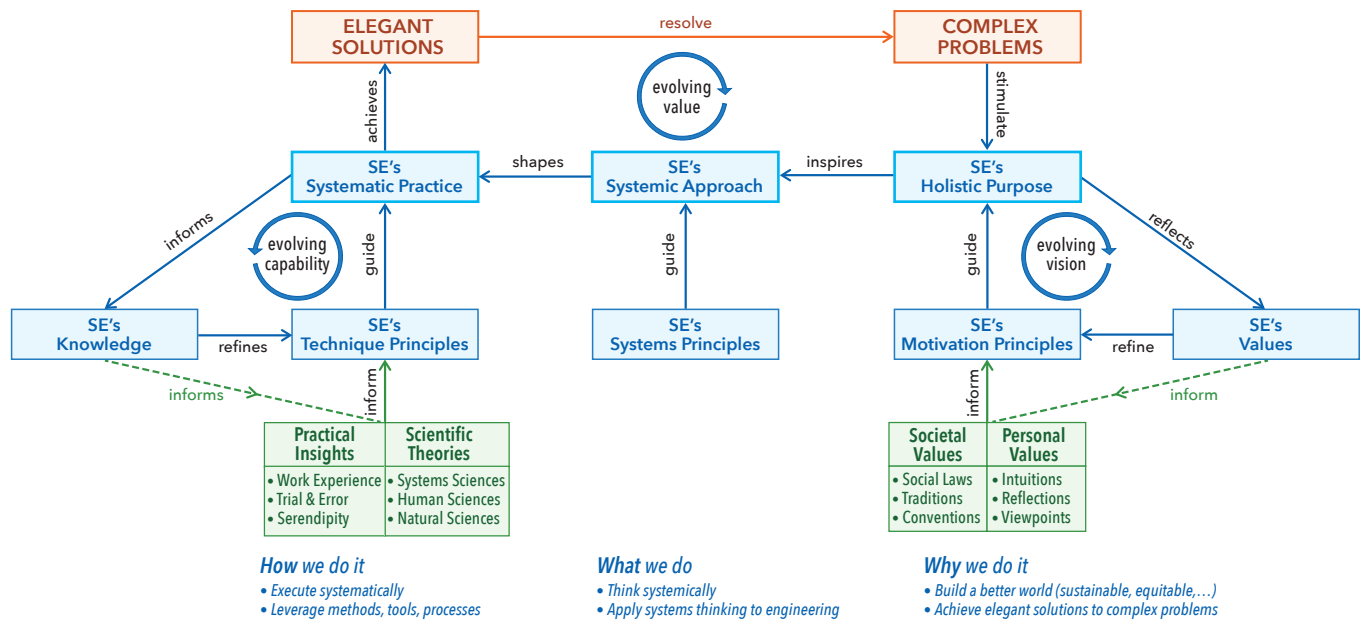 ELEGANT
SOLUTIONS
resolve
COMPLEX
PROBLEMS
achieves
evolving
value
stimulate
SE's
Systematic Practice
shapes
SE's
Systemic Approach
inspires
SE's
Holistic Purpose
informs
evolving
capability
guide
guide
guide
evolving
vision
reflects
SE's
Knowledge
refines
SE's
Technique Principles
SE's
Systems Principles
SE's
Motivation Principles
refine
SE's
Values
informs
inform
inform
inform
Practical
Insights
• Work Experience
• Trial & Error
• Serendipity
Scientific
Theories
• Systems Sciences
• Human Sciences
• Natural Sciences
Societal
Values
• Social Laws
• Traditions
• Conventions
Personal
Values
• Intuitions
• Reflections
• Viewpoints
How we do it
• Execute systematically
• Leverage methods, tools, processes
What we do
• Think systemically
• Apply systems thinking to engineering
Why we do it
• Build a better world (sustainable, equitable,...)
• Achieve elegant solutions to complex problems